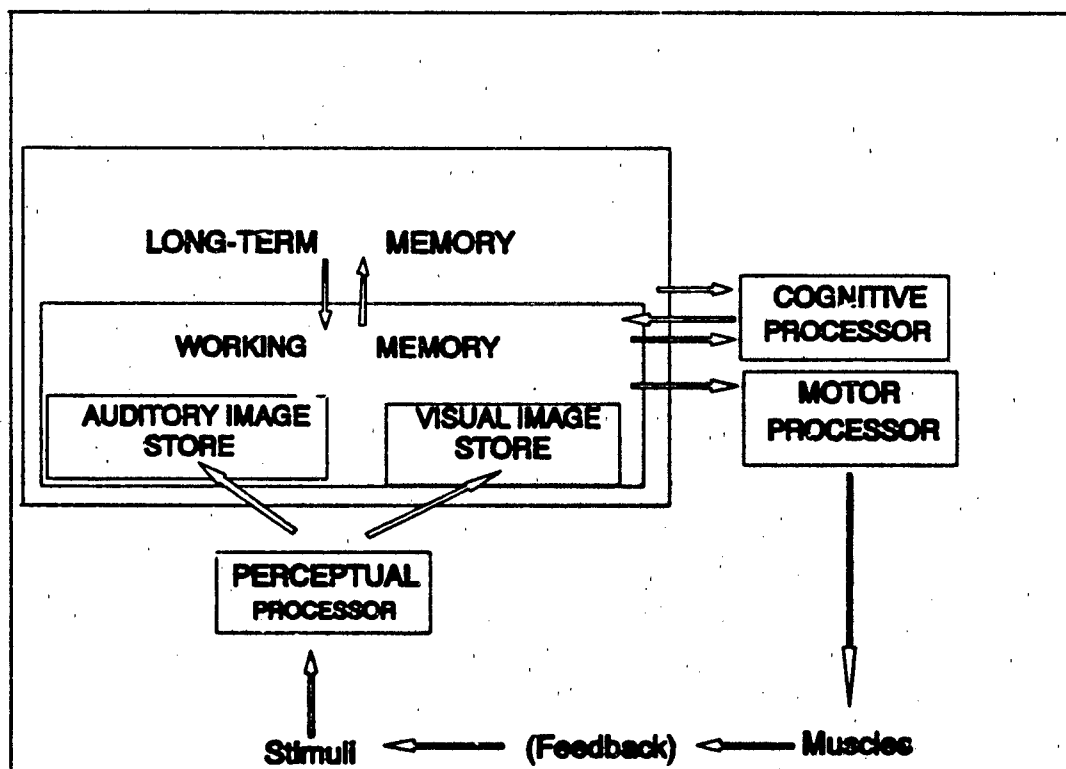 LONG-TERM MEMORY
WORKING MEMORY
AUDITORY IMAGE
STORE
VISUAL IMAGE
STORE
COGNITIVE
PROCESSOR
MOTOR
PROCESSOR
PERCEPTUAL
PROCESSOR
Stimuli
(Feedback)
Muscles